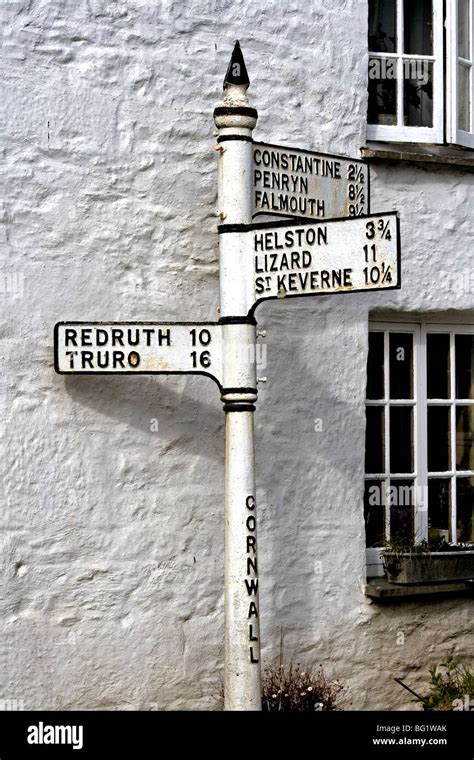 CONSTANTINE 2½
PENRYN 8½
FALMOUTH
HELSTON 3¾
LIZARD 11
ST KEVERNE 10¼
REDRUTH 10
TRURO 16
CORNWALL
alamy
Image ID: BG1WAK
www.alamy.com